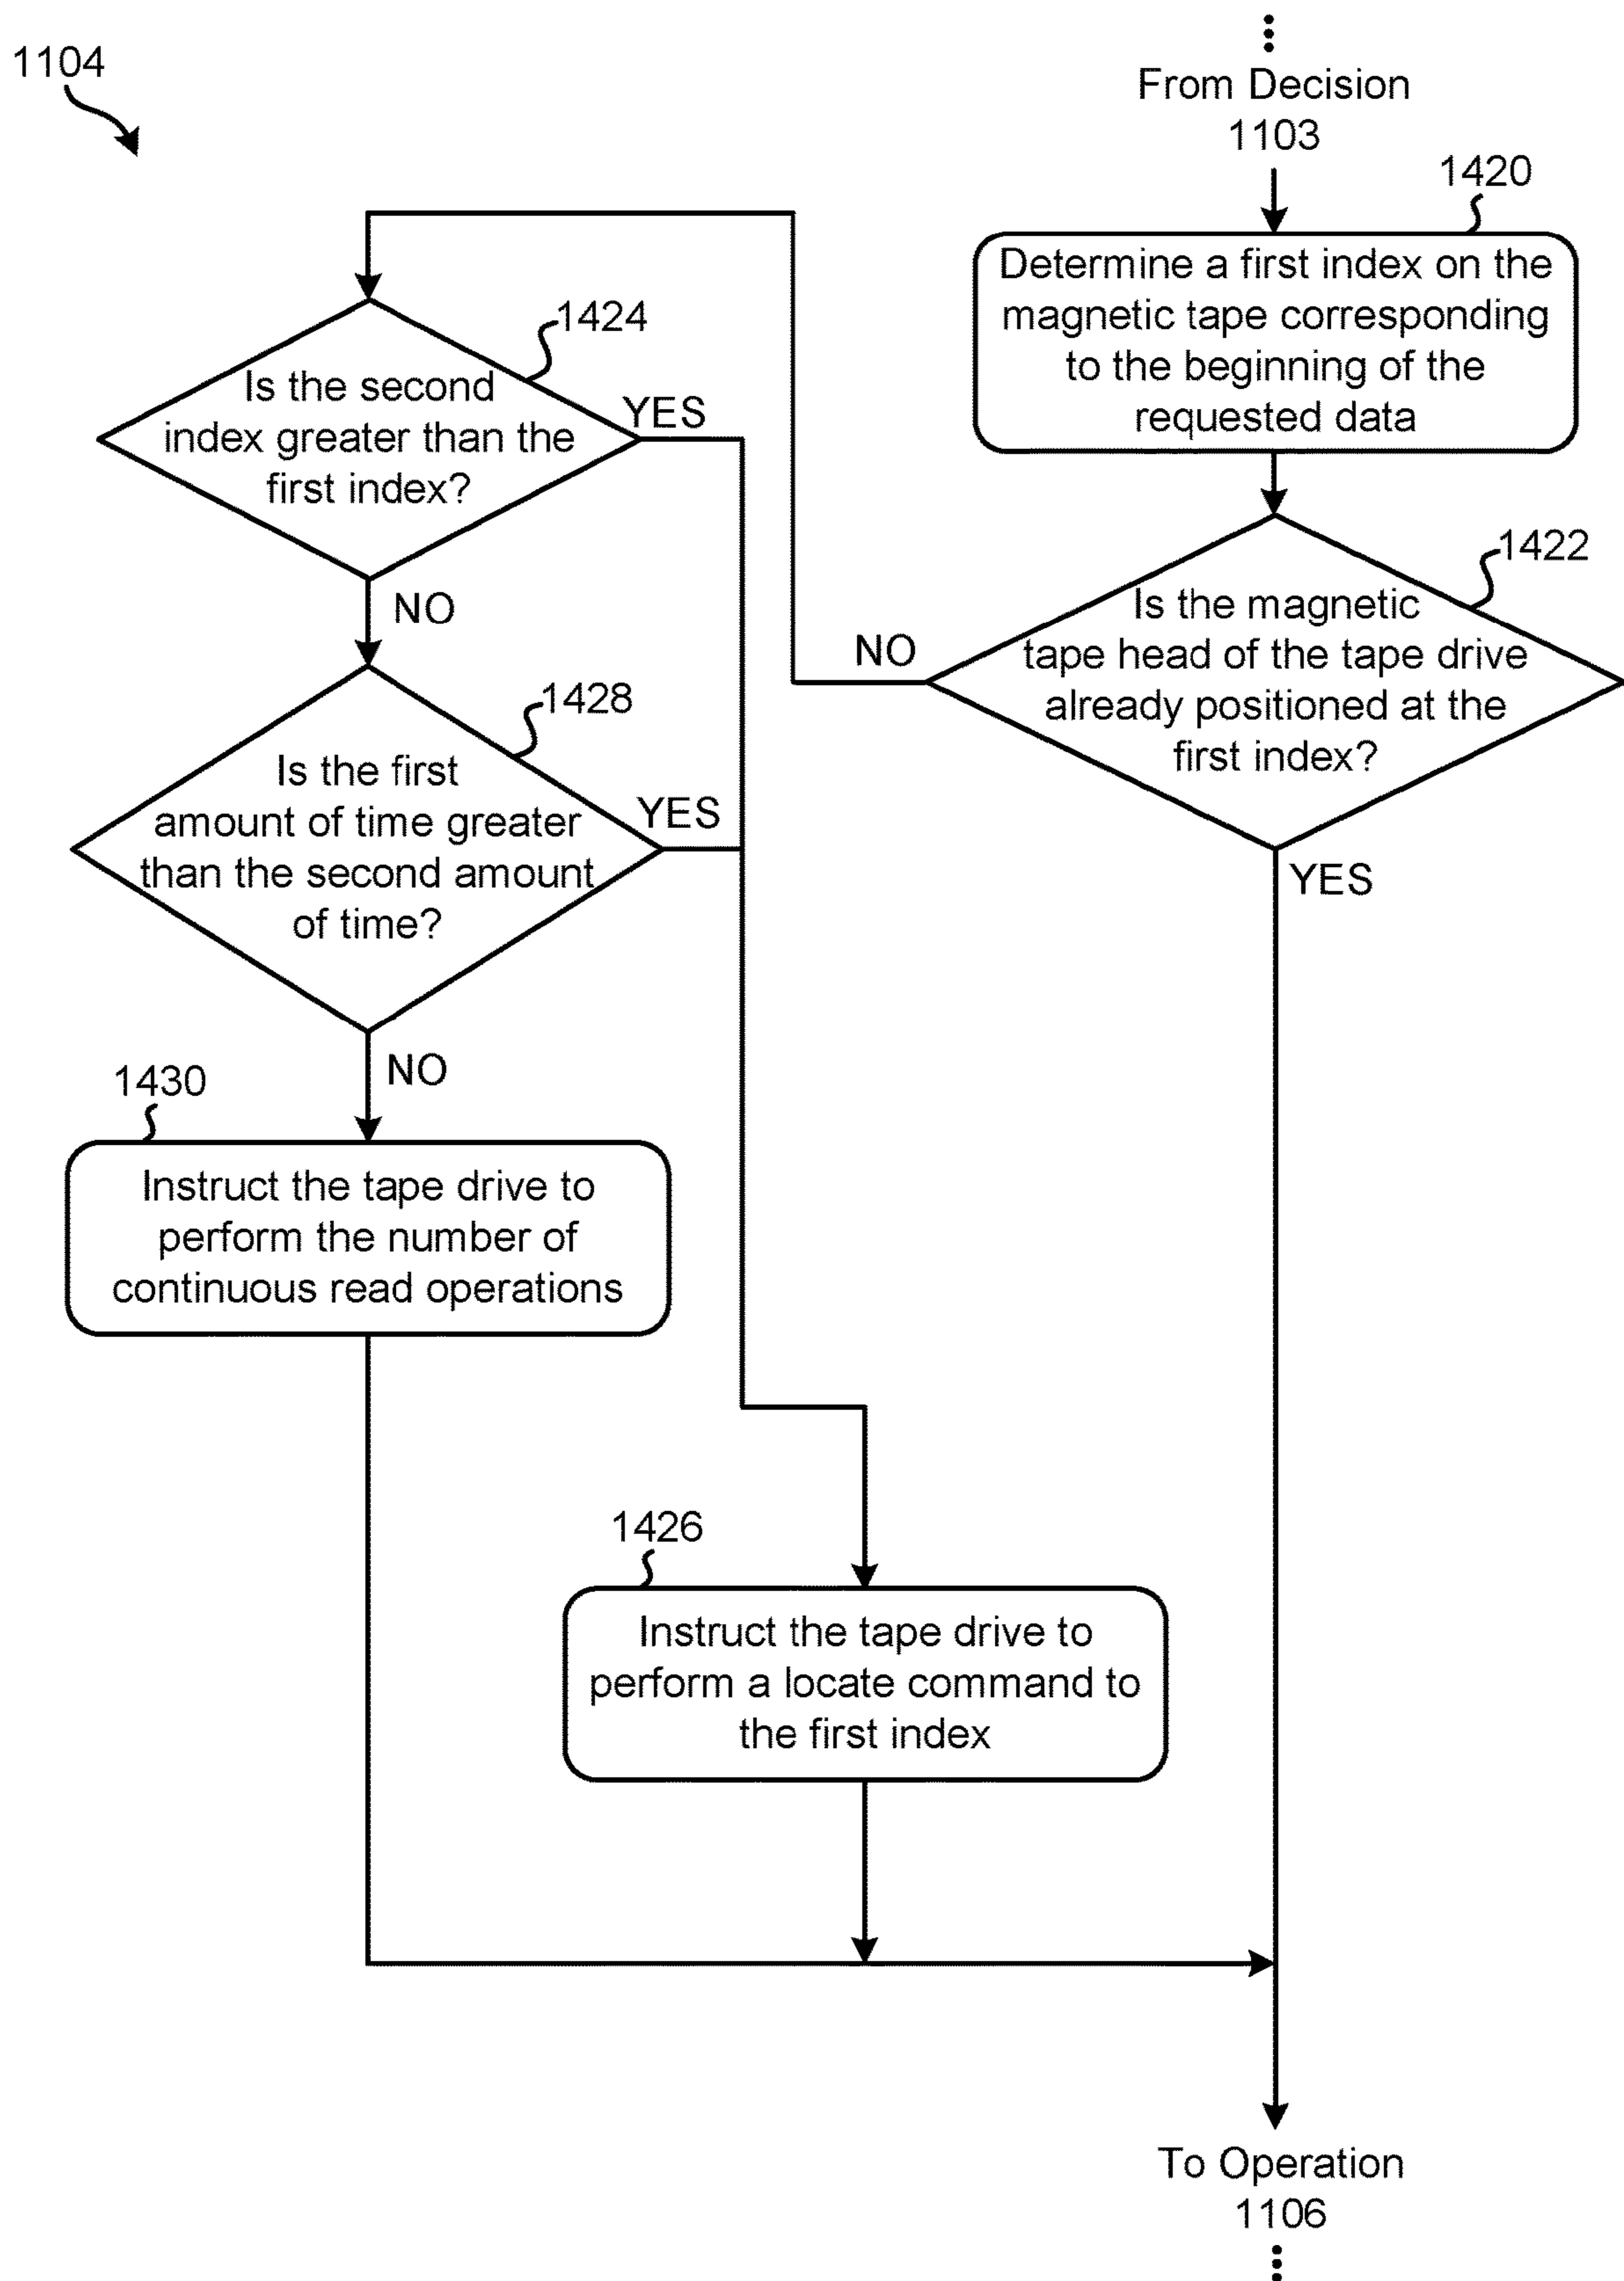 1104
From Decision
1103
1420
Determine a first index on the
magnetic tape corresponding
to the beginning of the
requested data
1422
Is the magnetic
tape head of the tape drive
already positioned at the
first index?
NO
YES
1424
Is the second
index greater than the
first index?
YES
NO
1428
Is the first
amount of time greater
than the second amount
of time?
YES
NO
1430
Instruct the tape drive to
perform the number of
continuous read operations
1426
Instruct the tape drive to
perform a locate command to
the first index
To Operation
1106